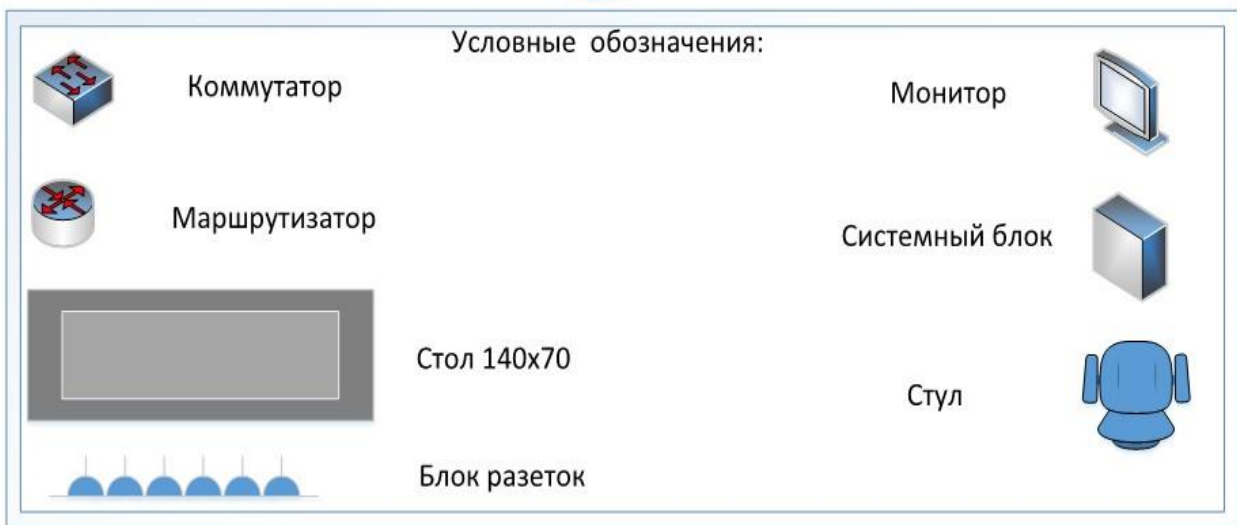 Условные обозначения:
Коммутатор
Монитор
Маршрутизатор
Системный блок
Стол 140х70
Стул
Блок разеток